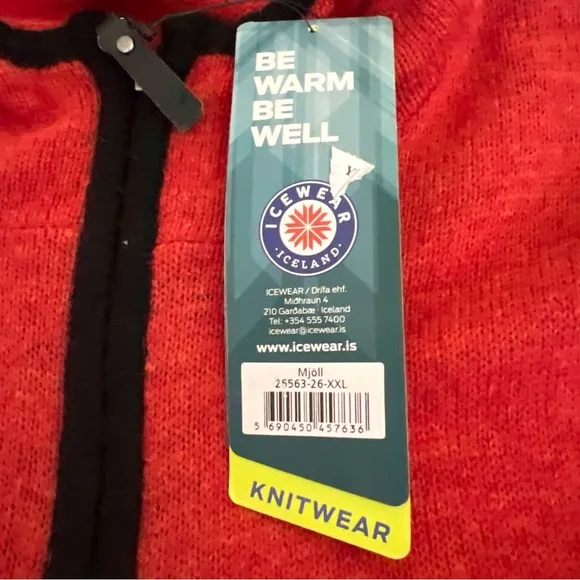 BE
WARM
BE
WELL
ICEWEAR
· ICELAND ·
ICEWEAR / Drífa ehf.
Miðhraun 4
210 Garðabæ · Iceland
Tel: +354 555 7400
icewear@icewear.is
www.icewear.is
Mjöll
25563-26-XXL
5 690450 457636
KNITWEAR